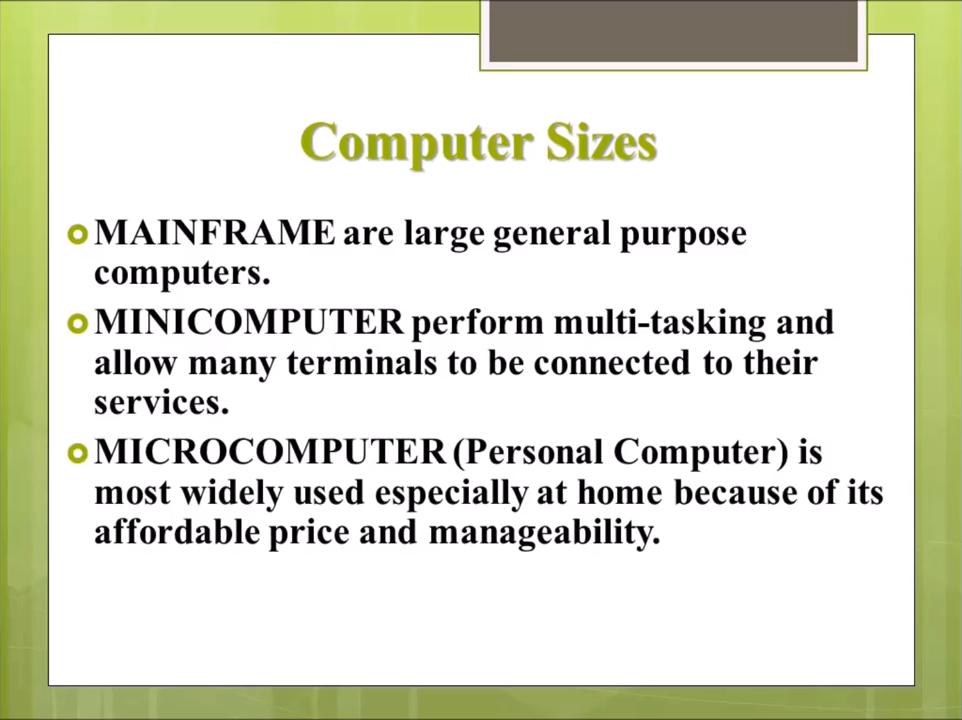 Computer Sizes
MAINFRAME are large general purpose
computers.
MINICOMPUTER perform multi-tasking and
allow many terminals to be connected to their
services.
MICROCOMPUTER (Personal Computer) is
most widely used especially at home because of its
affordable price and manageability.